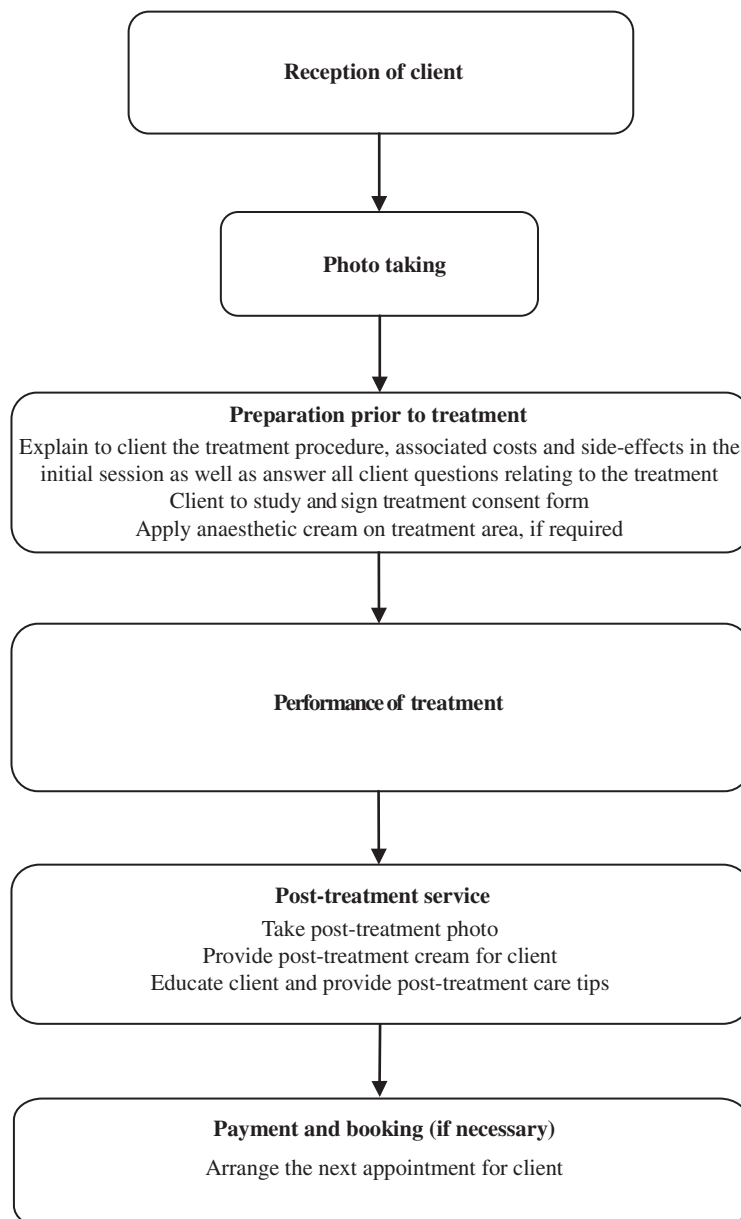 Reception of client
Photo taking
Preparation prior to treatment
Explain to client the treatment procedure, associated costs and side-effects in the
initial session as well as answer all client questions relating to the treatment
Client to study and sign treatment consent form
Apply anaesthetic cream on treatment area, if required
Performance of treatment
Post-treatment service
Take post-treatment photo
Provide post-treatment cream for client
Educate client and provide post-treatment care tips
Payment and booking (if necessary)
Arrange the next appointment for client